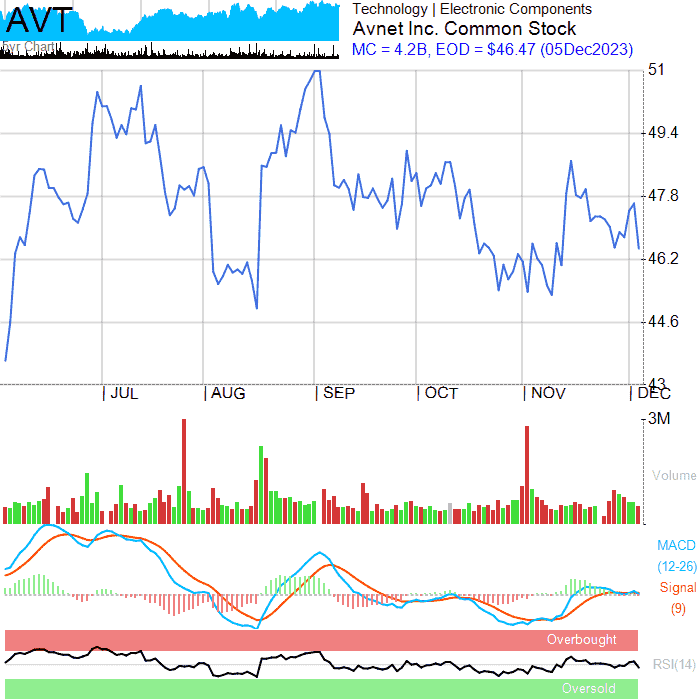 AVT
5yr Chart
Technology | Electronic Components
Avnet Inc. Common Stock
MC = 4.2B, EOD = $46.47 (05Dec2023)
51
49.4
47.8
46.2
44.6
43
| JUL | AUG | SEP | OCT | NOV | DEC
3M
Volume
MACD
(12-26)
Signal
(9)
Overbought
RSI(14)
Oversold